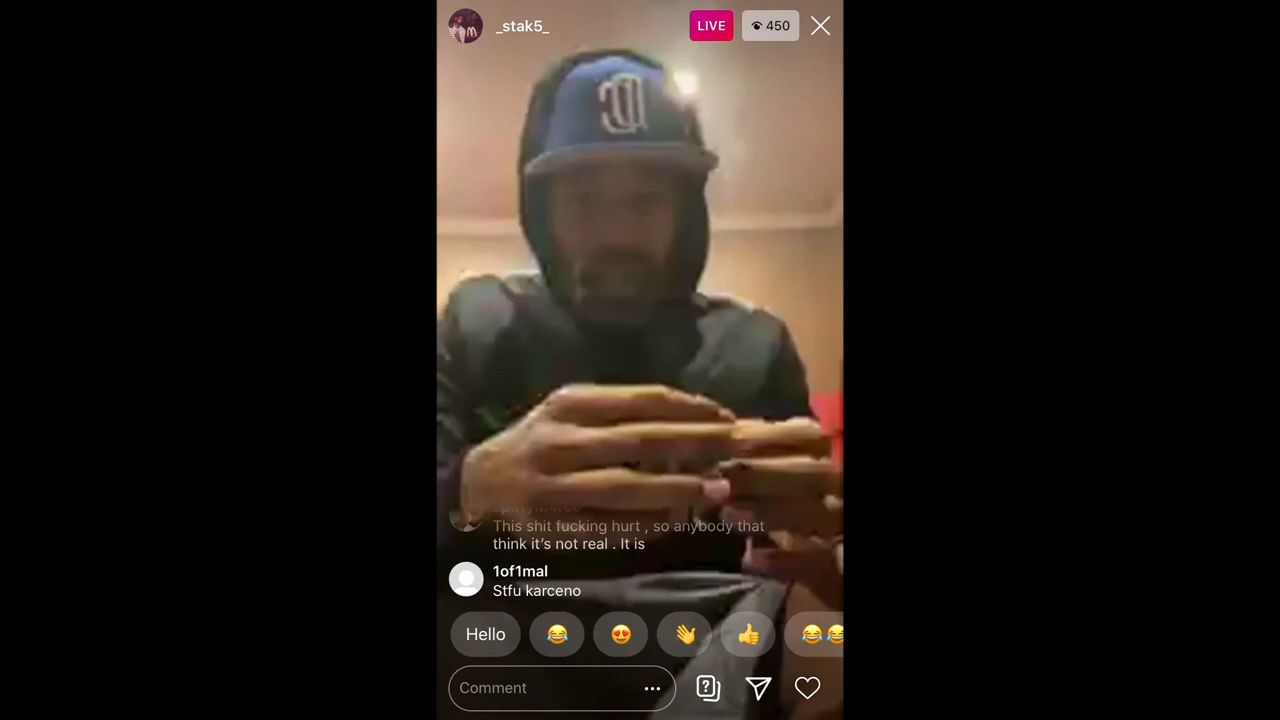 _stak5_
LIVE
450
This shit fucking hurt , so anybody that
think it's not real . It is
1of1mal
Stfu karceno
Hello
Comment